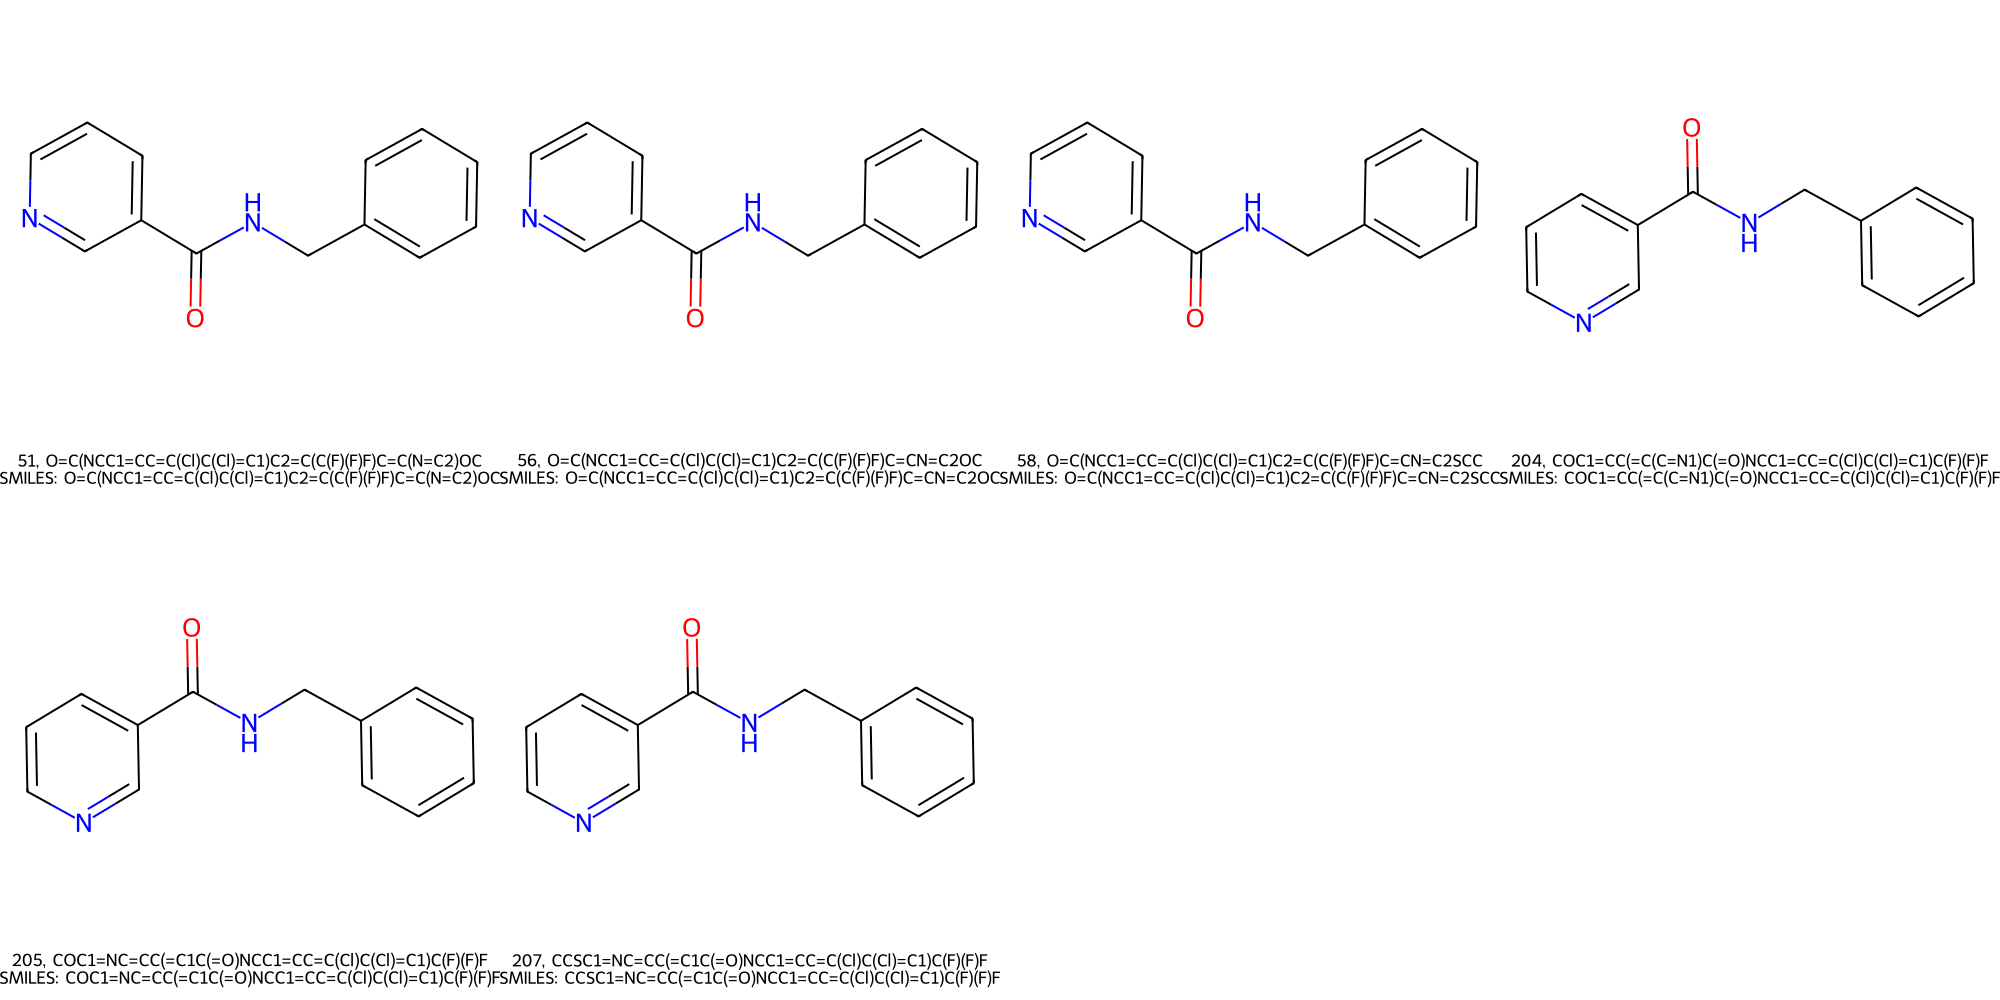 N
H
N
O
N
H
N
O
N
H
N
O
O
N
H
N
51, O=C(NCC1=CC=C(Cl)C(Cl)=C1)C2=C(C(F)(F)F)C=C(N=C2)OC
SMILES: O=C(NCC1=CC=C(Cl)C(Cl)=C1)C2=C(C(F)(F)F)C=C(N=C2)OC
56, O=C(NCC1=CC=C(Cl)C(Cl)=C1)C2=C(C(F)(F)F)C=CN=C2OC
SMILES: O=C(NCC1=CC=C(Cl)C(Cl)=C1)C2=C(C(F)(F)F)C=CN=C2OC
58, O=C(NCC1=CC=C(Cl)C(Cl)=C1)C2=C(C(F)(F)F)C=CN=C2SCC
SMILES: O=C(NCC1=CC=C(Cl)C(Cl)=C1)C2=C(C(F)(F)F)C=CN=C2SCC
204, COC1=CC(=C(C=N1)C(=O)NCC1=CC=C(Cl)C(Cl)=C1)C(F)(F)F
SMILES: COC1=CC(=C(C=N1)C(=O)NCC1=CC=C(Cl)C(Cl)=C1)C(F)(F)F
O
N
H
N
O
N
H
N
205, COC1=NC=CC(=C1C(=O)NCC1=CC=C(Cl)C(Cl)=C1)C(F)(F)F
SMILES: COC1=NC=CC(=C1C(=O)NCC1=CC=C(Cl)C(Cl)=C1)C(F)(F)F
207, CCSC1=NC=CC(=C1C(=O)NCC1=CC=C(Cl)C(Cl)=C1)C(F)(F)F
SMILES: CCSC1=NC=CC(=C1C(=O)NCC1=CC=C(Cl)C(Cl)=C1)C(F)(F)F